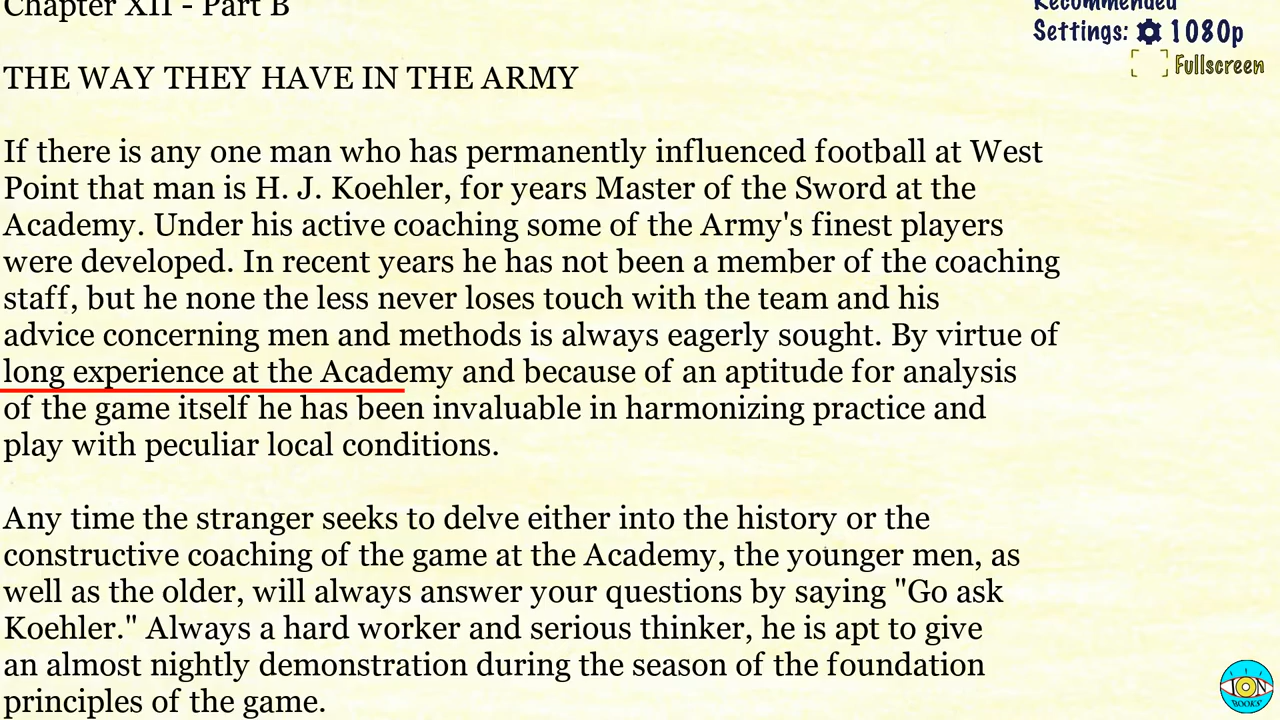 Chapter XII - Part B
Recommended
Settings: 1080p
Fullscreen
THE WAY THEY HAVE IN THE ARMY
If there is any one man who has permanently influenced football at West
Point that man is H. J. Koehler, for years Master of the Sword at the
Academy. Under his active coaching some of the Army's finest players
were developed. In recent years he has not been a member of the coaching
staff, but he none the less never loses touch with the team and his
advice concerning men and methods is always eagerly sought. By virtue of
long experience at the Academy and because of an aptitude for analysis
of the game itself he has been invaluable in harmonizing practice and
play with peculiar local conditions.
Any time the stranger seeks to delve either into the history or the
constructive coaching of the game at the Academy, the younger men, as
well as the older, will always answer your questions by saying "Go ask
Koehler." Always a hard worker and serious thinker, he is apt to give
an almost nightly demonstration during the season of the foundation
principles of the game.
ION
BOOKS